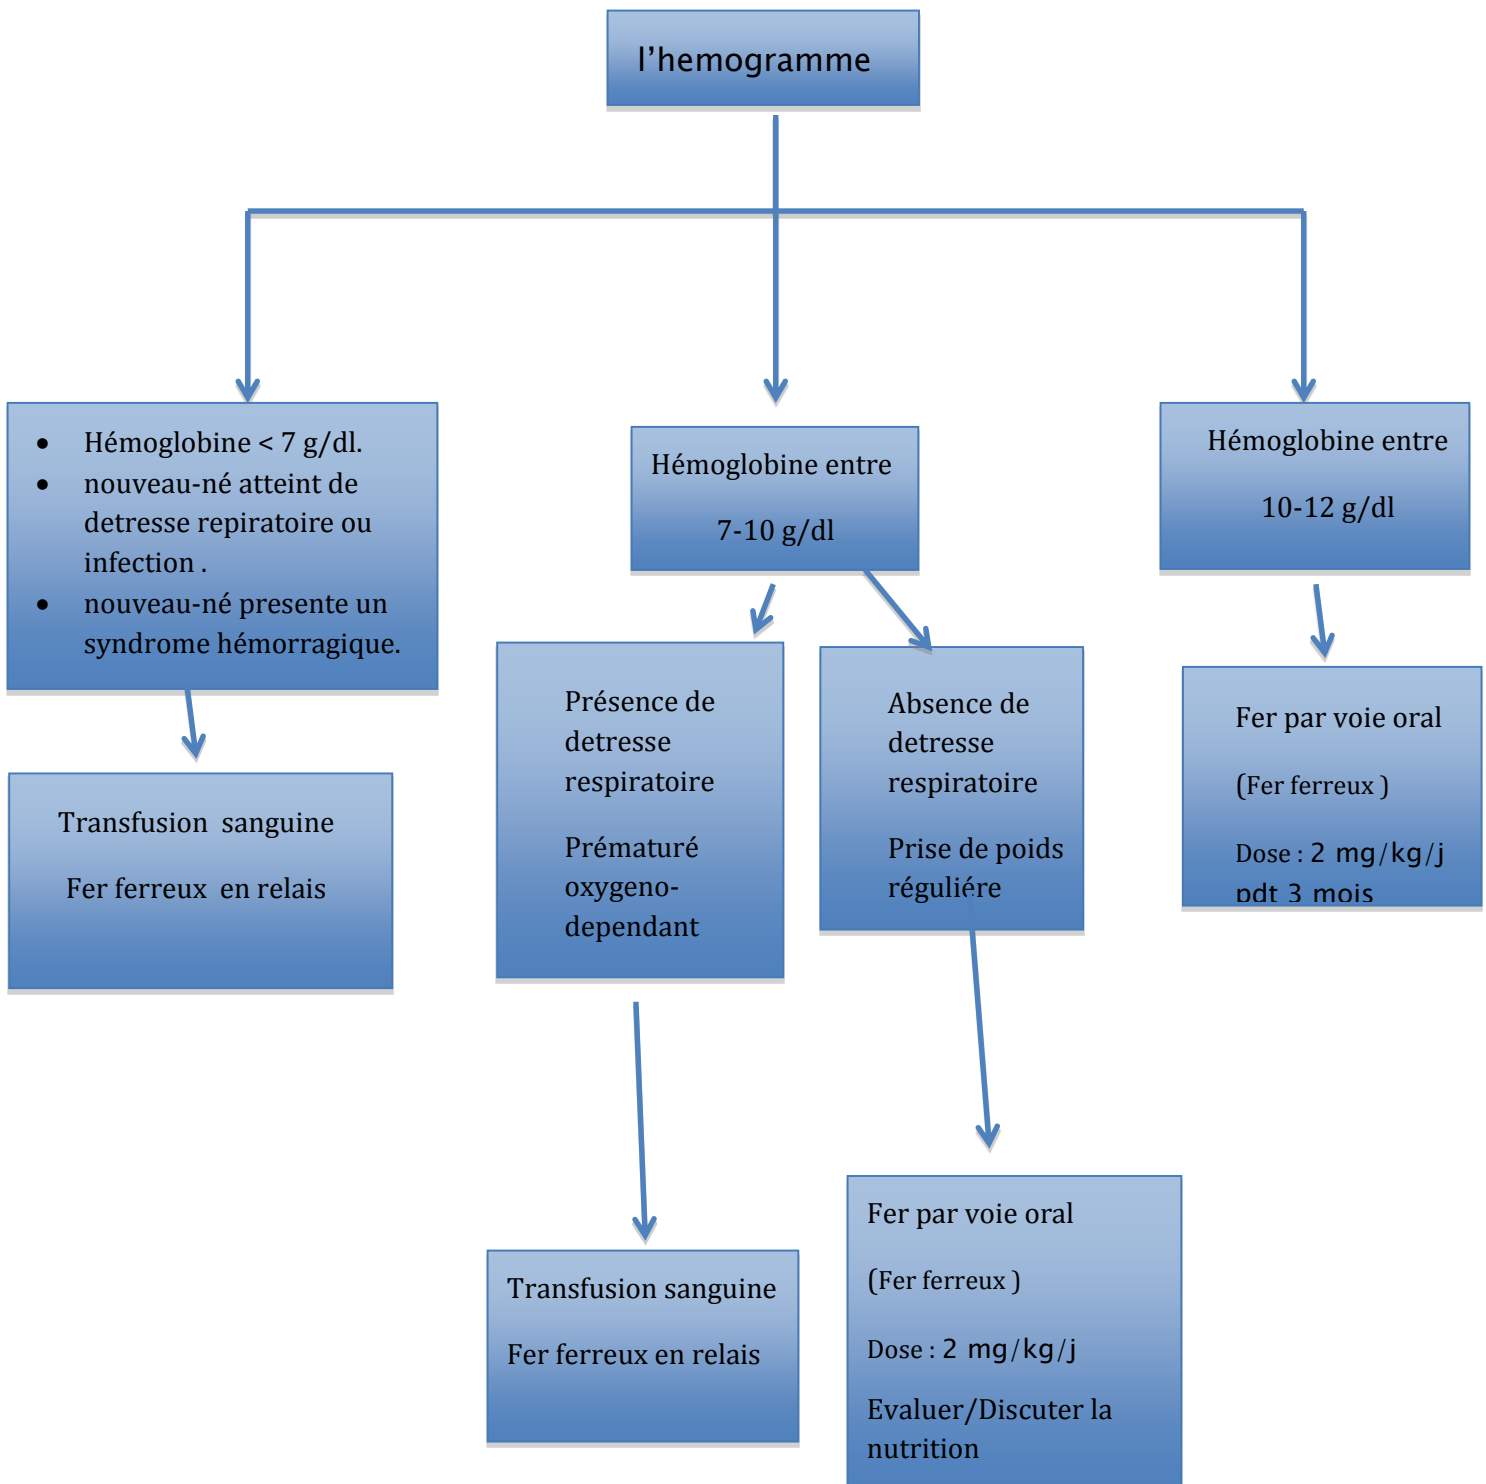 l'hemogramme
• Hémoglobine < 7 g/dl.
• nouveau-né atteint de
detresse repiratoire ou
infection .
• nouveau-né presente un
syndrome hémorragique.
Transfusion sanguine
Fer ferreux en relais
Hémoglobine entre
7-10 g/dl
Présence de
detresse
respiratoire
Prématuré
oxygeno-
dependant
Transfusion sanguine
Fer ferreux en relais
Absence de
detresse
respiratoire
Prise de poids
réguliére
Fer par voie oral
(Fer ferreux )
Dose : 2 mg/kg/j
Evaluer/Discuter la
nutrition
Hémoglobine entre
10-12 g/dl
Fer par voie oral
(Fer ferreux )
Dose : 2 mg/kg/j
pdt 3 mois